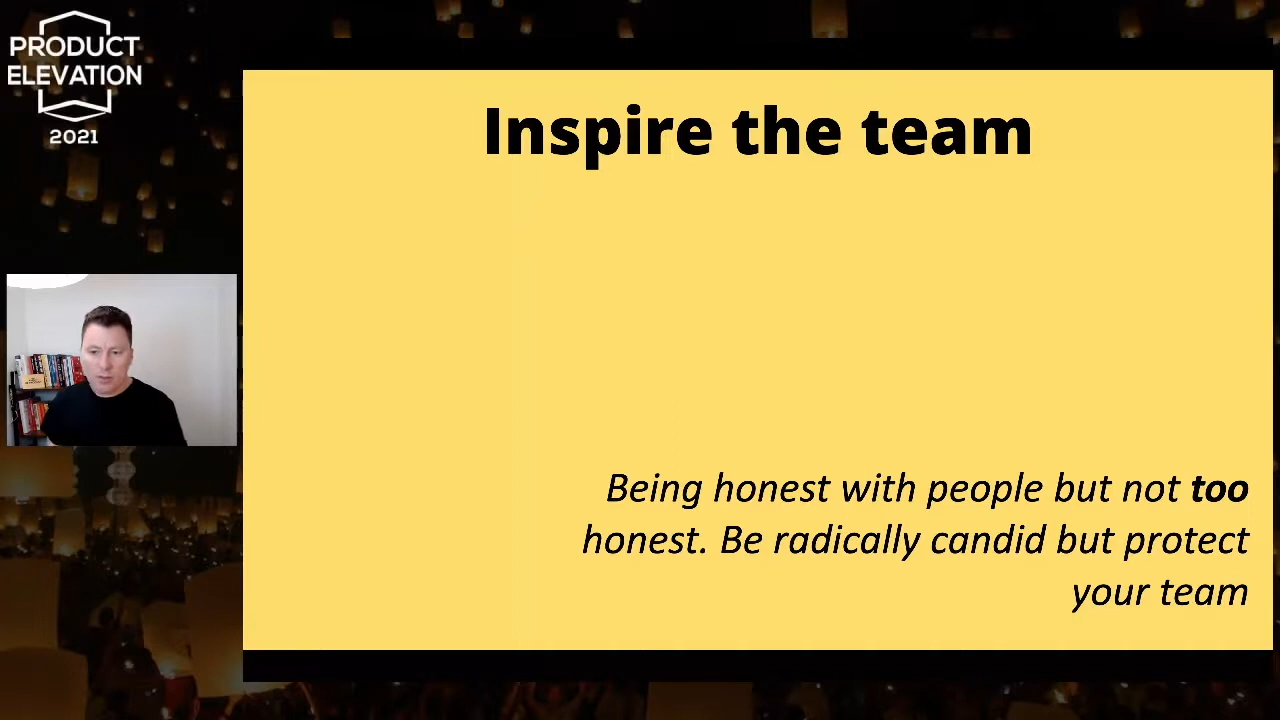 PRODUCT
ELEVATION
2021
Inspire the team
Being honest with people but not too
honest. Be radically candid but protect
your team